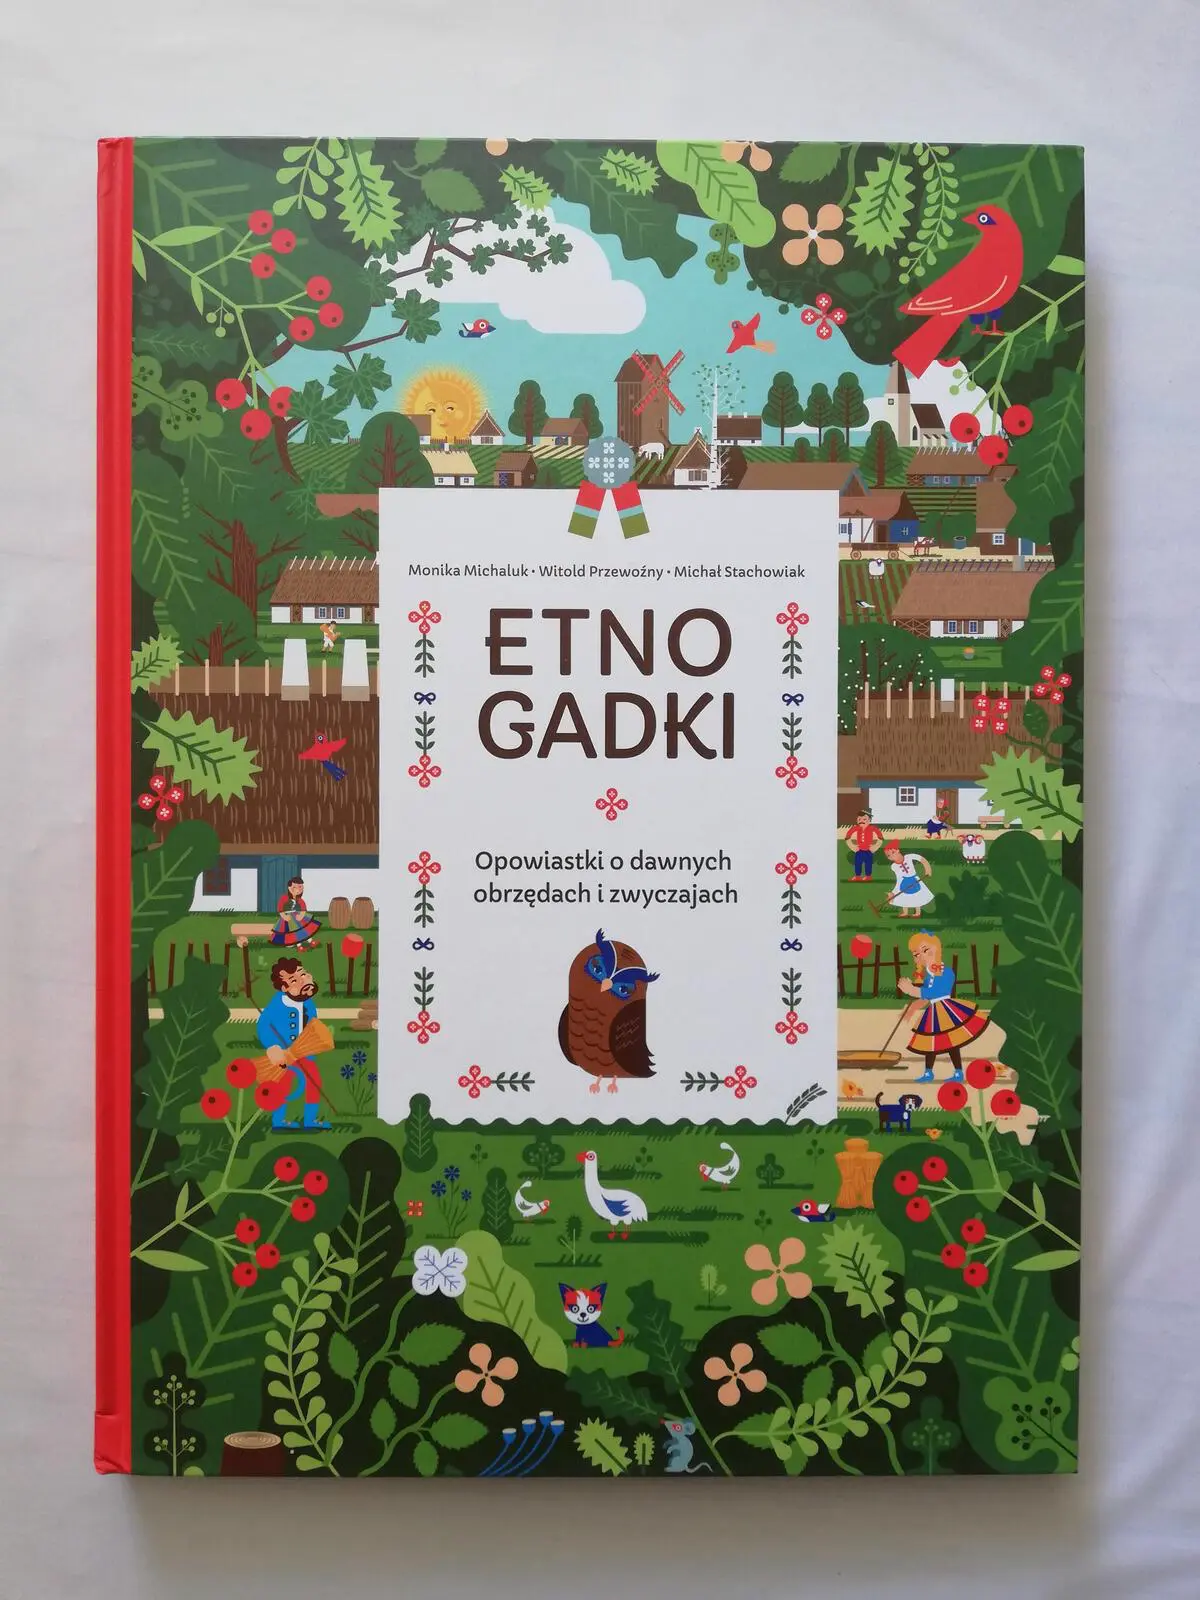 Monika Michaluk • Witold Przewoźny • Michał Stachowiak
ETNO
GADKI
Opowiastki o dawnych
obrzędach i zwyczajach